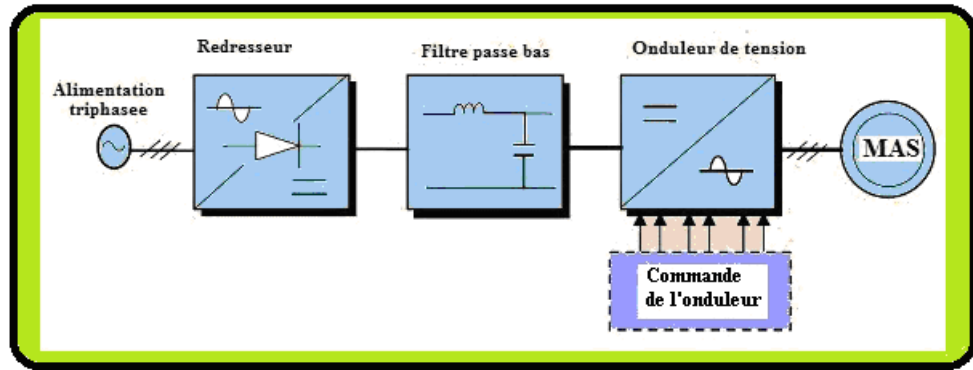 Redresseur
Filtre passe bas
Onduleur de tension
Alimentation
triphasee
MAS
Commande
de l'onduleur